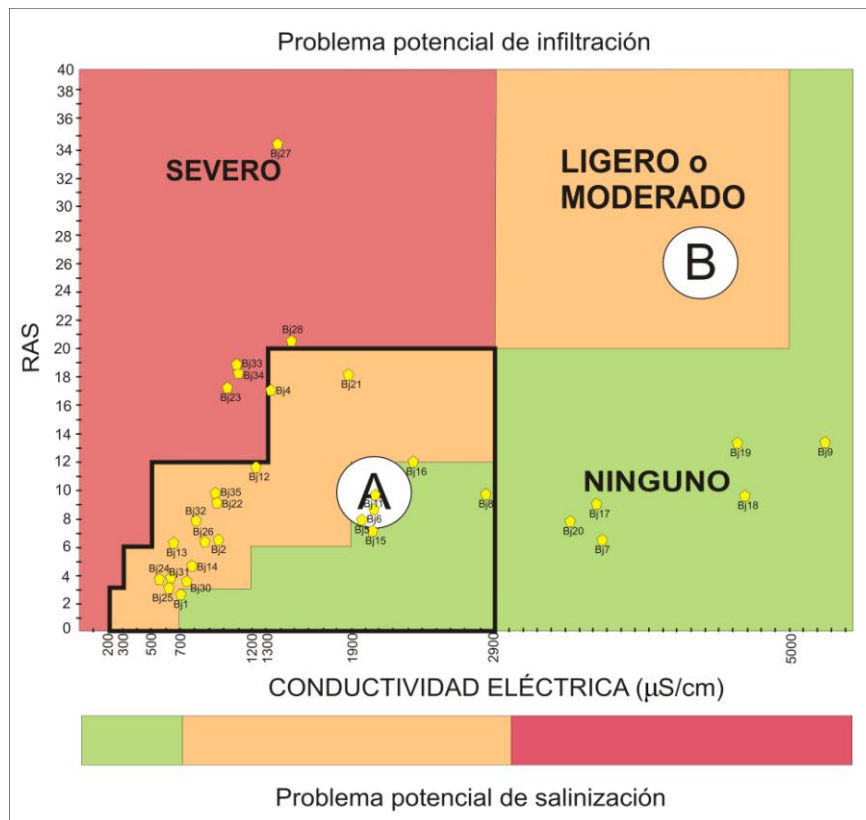 Problema potencial de infiltración
40
38
36
34
32
30
28
26
24
22
20
18
16
14
12
10
8
6
4
2
0
RAS
SEVERO
LIGERO o
MODERADO
B
NINGUNO
A
Bj27
Bj28
Bj33
Bj34
Bj23
Bj4
Bj21
Bj12
Bj16
Bj35
Bj22
Bj32
Bj26
Bj2
Bj13
Bj11
Bj6
Bj5
Bj15
Bj8
Bj24
Bj31
Bj14
Bj25
Bj30
Bj1
Bj19
Bj9
Bj18
Bj17
Bj20
Bj7
200
300
500
700
1200
1300
1900
2900
5000
CONDUCTIVIDAD ELÉCTRICA (µS/cm)
Problema potencial de salinización